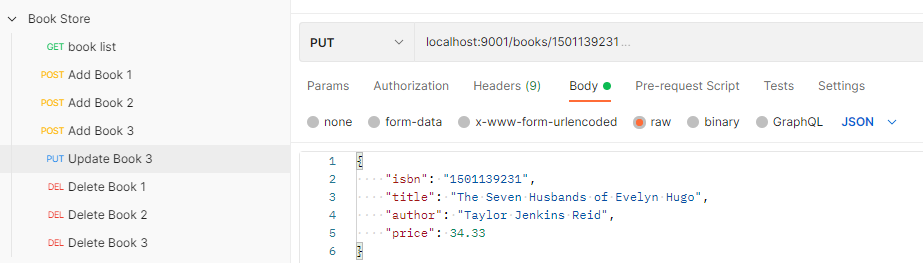 Book Store
GET book list
POST Add Book 1
POST Add Book 2
POST Add Book 3
PUT Update Book 3
DEL Delete Book 1
DEL Delete Book 2
DEL Delete Book 3
PUT localhost:9001/books/1501139231...
Params Authorization Headers (9) Body Pre-request Script Tests Settings
none form-data x-www-form-urlencoded raw binary GraphQL JSON
1 {
2 "isbn": "1501139231",
3 "title": "The Seven Husbands of Evelyn Hugo",
4 "author": "Taylor Jenkins Reid",
5 "price": 34.33
6 }